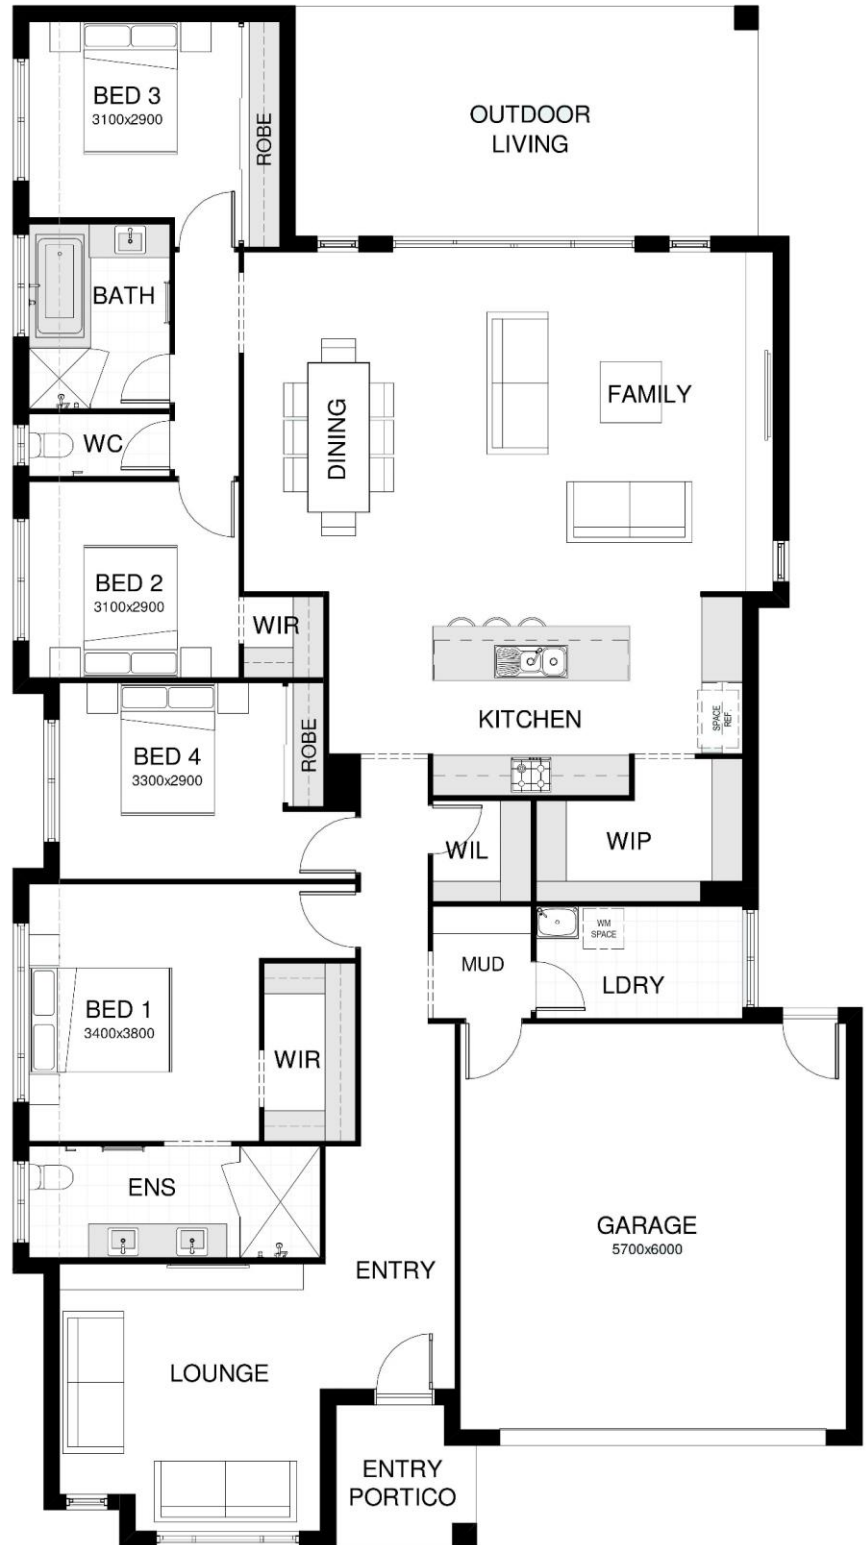 BED 3
3100x2900
ROBE
OUTDOOR
LIVING
BATH
DINING
FAMILY
WC
BED 2
3100x2900
WIR
KITCHEN
SPACE
REF.
BED 4
3300x2900
ROBE
WIL
WIP
BED 1
3400x3800
WIR
MUD
WM
SPACE
LDRY
ENS
GARAGE
5700x6000
ENTRY
LOUNGE
ENTRY
PORTICO